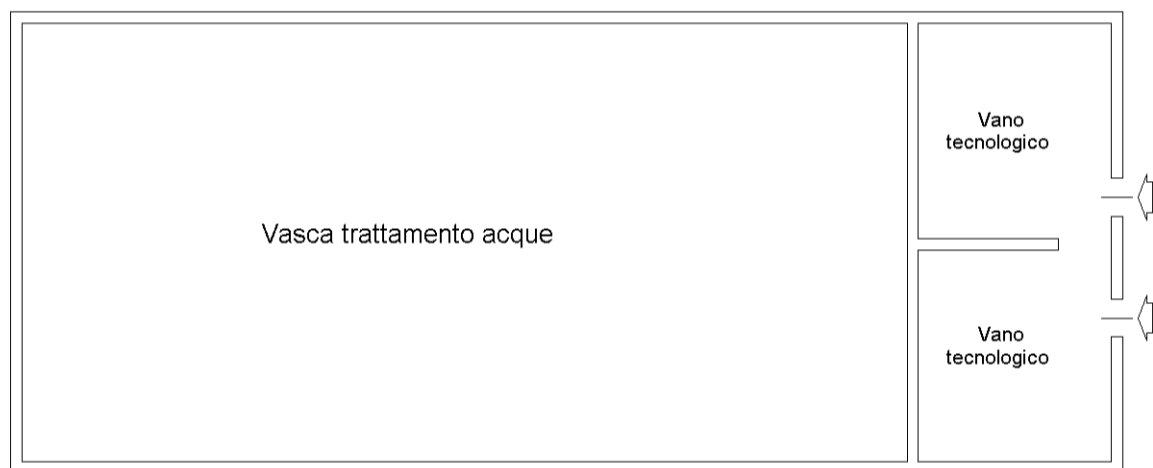 Vano
tecnologico
Vasca trattamento acque
Vano
tecnologico